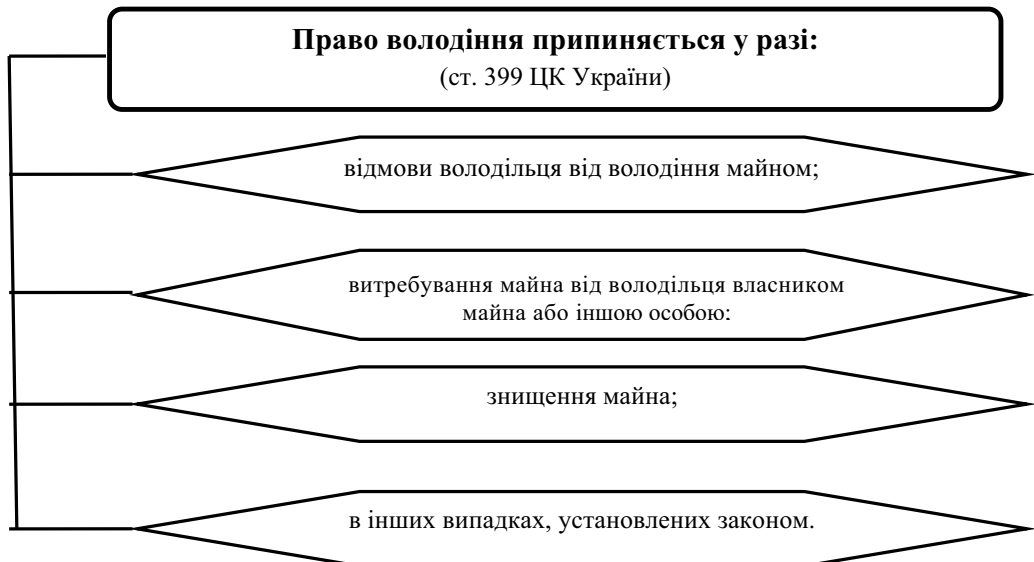 Право володіння припиняється у разі:
(ст. 399 ЦК України)
відмови володільця від володіння майном;
витребування майна від володільця власником
майна або іншою особою:
знищення майна;
в інших випадках, установлених законом.